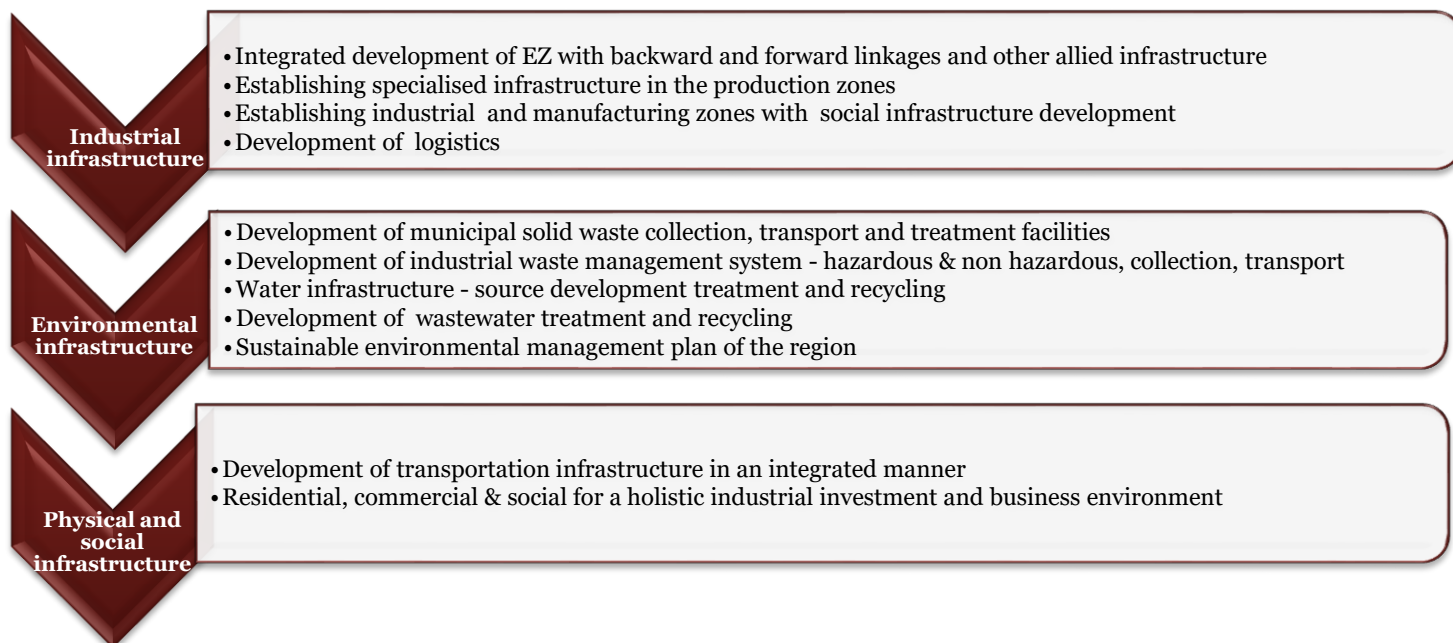 Industrial
infrastructure
•Integrated development of EZ with backward and forward linkages and other allied infrastructure
•Establishing specialised infrastructure in the production zones
•Establishing industrial and manufacturing zones with social infrastructure development
•Development of logistics
Environmental
infrastructure
•Development of municipal solid waste collection, transport and treatment facilities
•Development of industrial waste management system - hazardous & non hazardous, collection, transport
•Water infrastructure - source development treatment and recycling
•Development of wastewater treatment and recycling
•Sustainable environmental management plan of the region
Physical and
social
infrastructure
•Development of transportation infrastructure in an integrated manner
•Residential, commercial & social for a holistic industrial investment and business environment